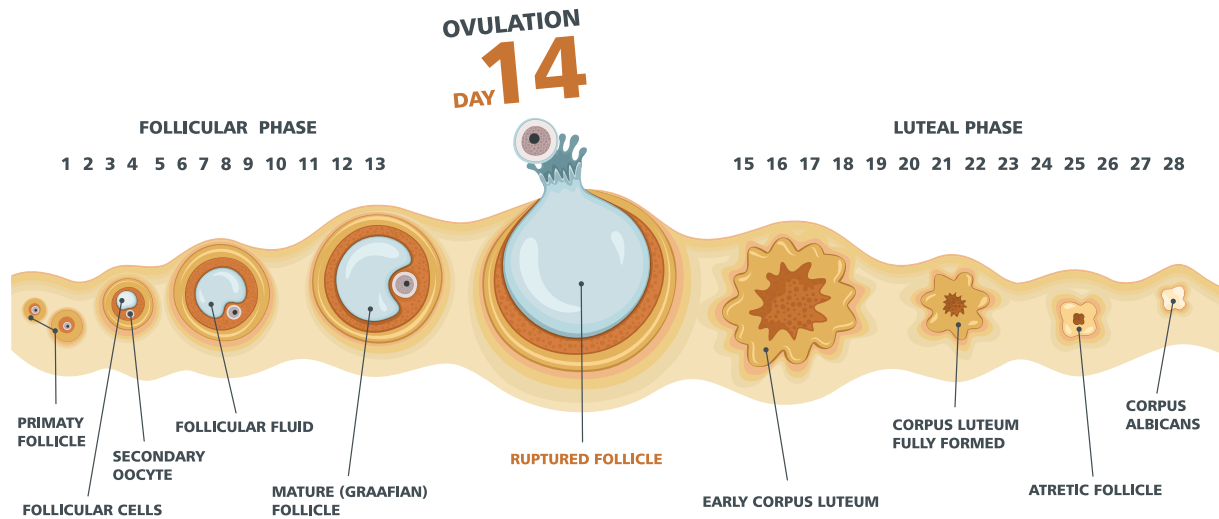 OVULATION
DAY 14
FOLLICULAR PHASE
1 2 3 4 5 6 7 8 9 10 11 12 13
LUTEAL PHASE
15 16 17 18 19 20 21 22 23 24 25 26 27 28
PRIMATY
FOLLICLE
FOLLICULAR CELLS
SECONDARY
OOCYTE
FOLLICULAR FLUID
MATURE (GRAAFIAN)
FOLLICLE
RUPTURED FOLLICLE
EARLY CORPUS LUTEUM
CORPUS LUTEUM
FULLY FORMED
ATRETIC FOLLICLE
CORPUS
ALBICANS